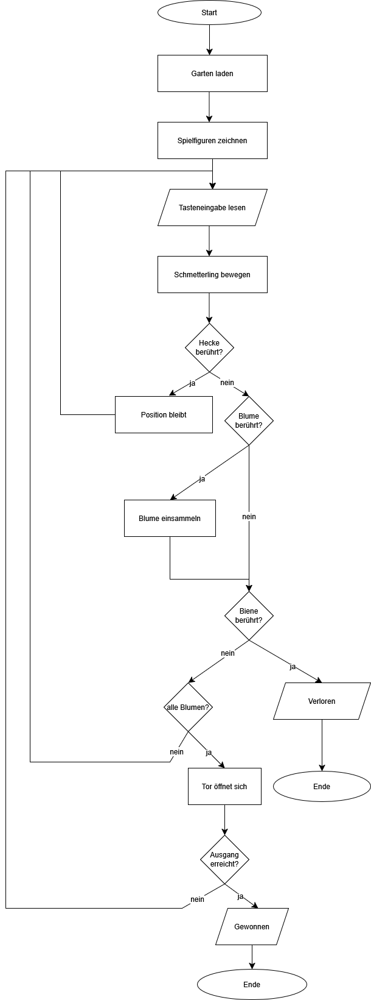 Start
Garten laden
Spielfiguren zeichnen
Tasteneingabe lesen
Schmetterling bewegen
Hecke
berührt?
ja
nein
Position bleibt
Blume
berührt?
ja
nein
Blume einsammeln
Biene
berührt?
nein
ja
alle Blumen?
Verloren
nein
ja
Tor öffnet sich
Ende
Ausgang
erreicht?
nein
ja
Gewonnen
Ende